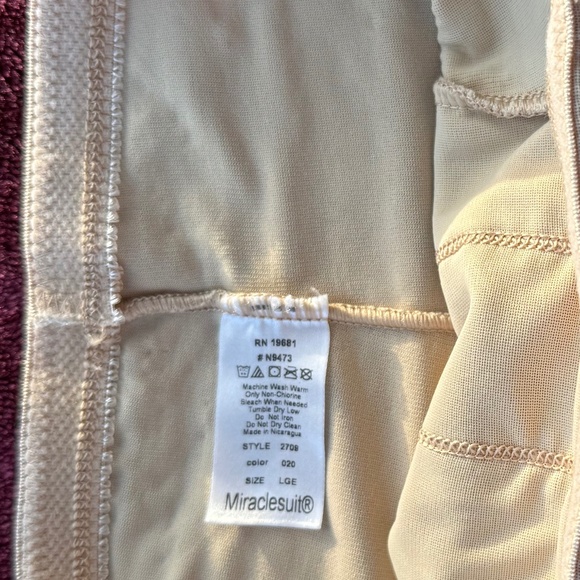 RN 19681
# N9473
Machine Wash Warm
Only Non-Chlorine
Bleach When Needed
Tumble Dry Low
Do Not Iron
Do Not Dry Clean
Made in Nicaragua
STYLE 2709
color 020
SIZE LGE
Miraclesuit®